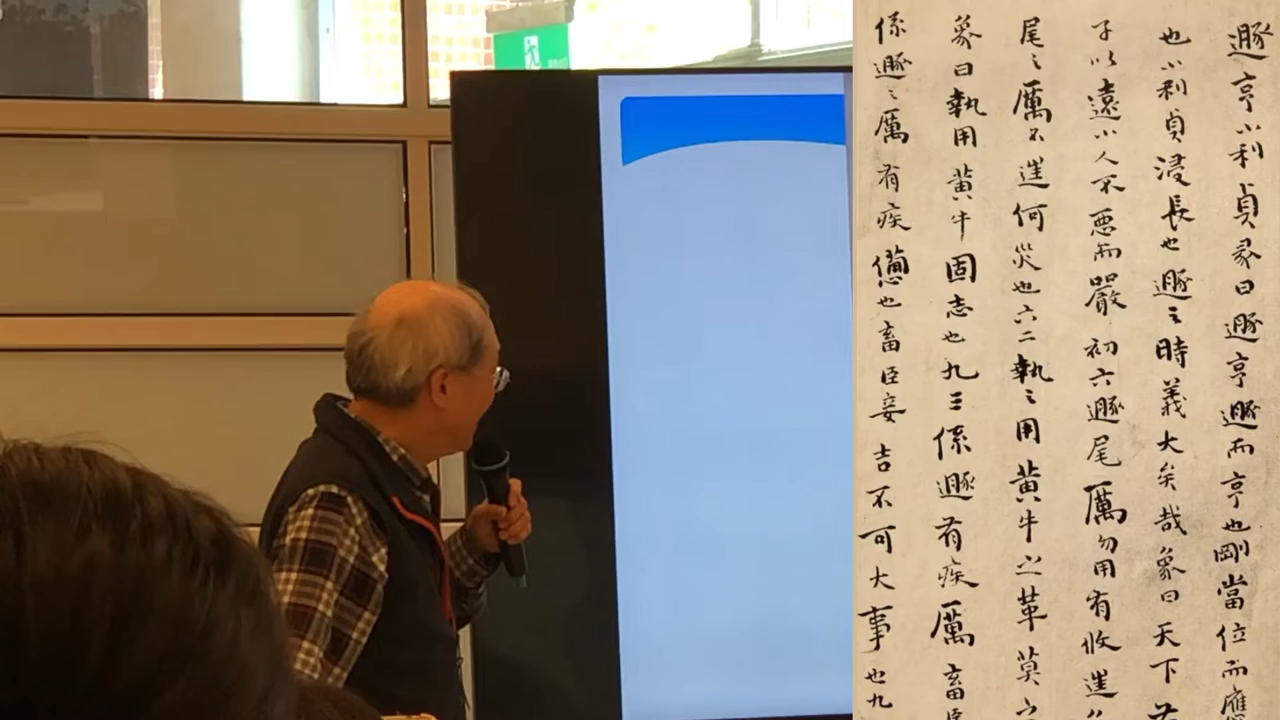 遯亨小利貞彖曰遯亨遯而亨也剛當位而應
也小利貞浸長也遯之時義大矣哉象曰天下
子以遠小人不惡而嚴初六遯尾厲勿用有攸往
尾之厲不往何災也六二執之用黃牛之革莫之
象曰執用黃牛固志也九三係遯有疾厲畜臣
係遯之厲有疾憊也畜臣妾吉不可大事也九